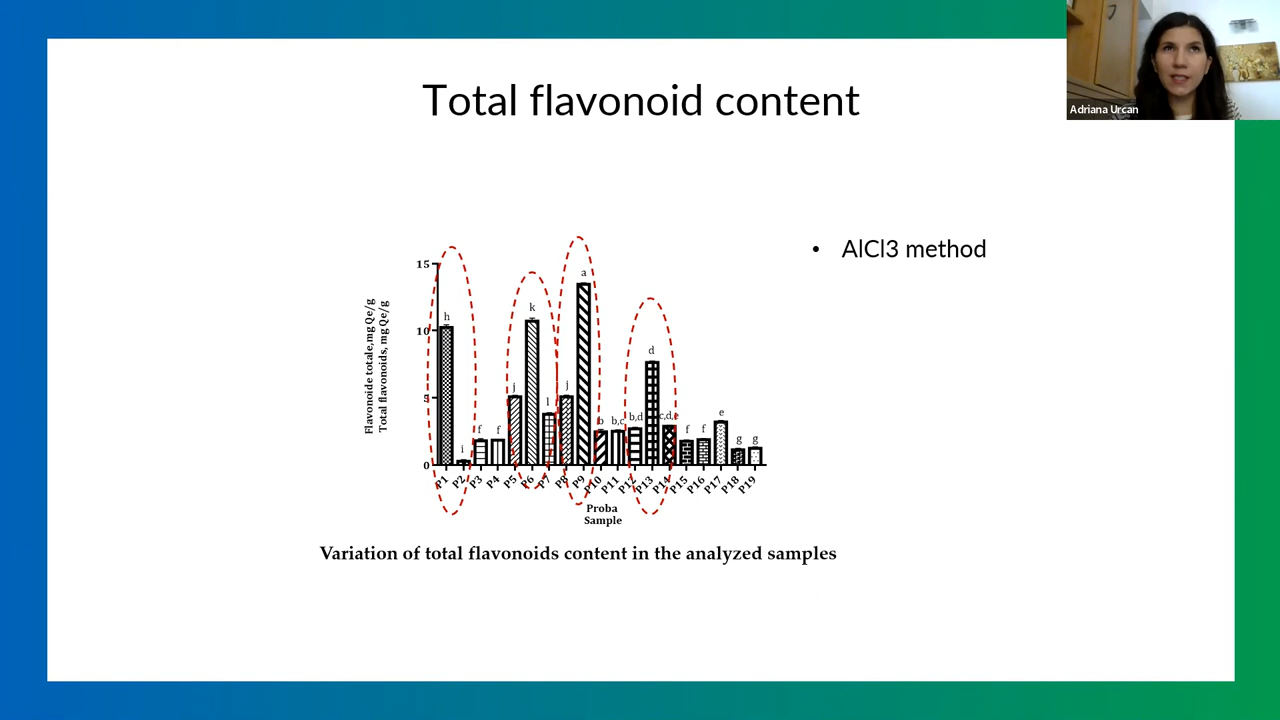 Adriana Urcan
Total flavonoid content
• AlCl3 method
Flavonoide totale,mg Qe/g
Total flavonoids, mg Qe/g
15
10
5
0
h
i
f
f
j
k
l
j
a
b
b,c
b,d
d
c,d,e
f
f
e
g
g
P1 P2 P3 P4 P5 P6 P7 P8 P9 P10 P11 P12 P13 P14 P15 P16 P17 P18 P19
Proba
Sample
Variation of total flavonoids content in the analyzed samples